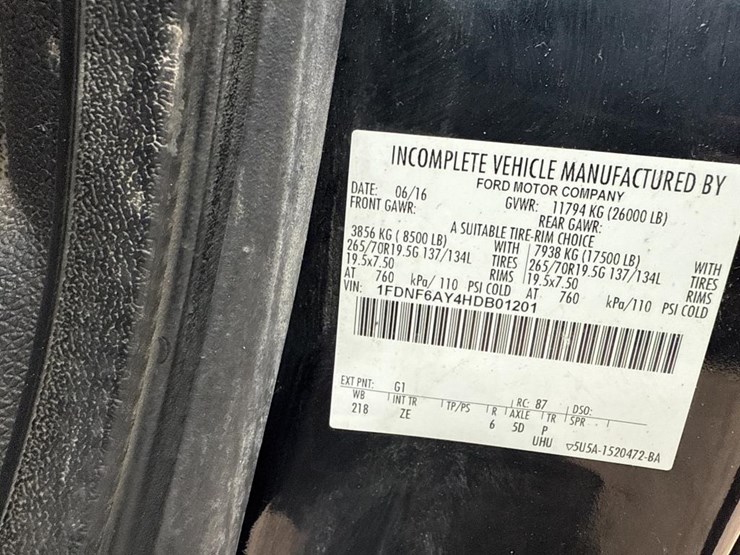 INCOMPLETE VEHICLE MANUFACTURED BY
FORD MOTOR COMPANY
DATE: 06/16 GVWR: 11794 KG (26000 LB)
FRONT GAWR: REAR GAWR:
A SUITABLE TIRE-RIM CHOICE
3856 KG ( 8500 LB) WITH 7938 KG (17500 LB) WITH
265/70R19.5G 137/134L TIRES 265/70R19.5G 137/134L TIRES
19.5x7.50 RIMS 19.5x7.50 RIMS
AT 760 kPa/ 110 PSI COLD AT 760 kPa/110 PSI COLD
VIN: 1FDNF6AY4HDB01201
EXT PNT: G1 RC: 87 DSO:
WB INT TR TP/PS R AXLE TR SPR
218 ZE 6 5D P
UHU 5U5A-1520472-BA